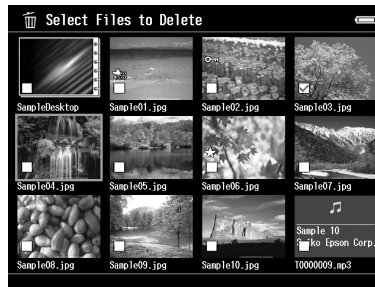 Select Files to Delete
SampleDesktop
Sample01.jpg
Sample02.jpg
Sample03.jpg
Sample04.jpg
Sample05.jpg
Sample06.jpg
Sample07.jpg
Sample 10
Seiko Epson Corp.
Sample08.jpg
Sample09.jpg
Sample10.jpg
T0000009.mp3